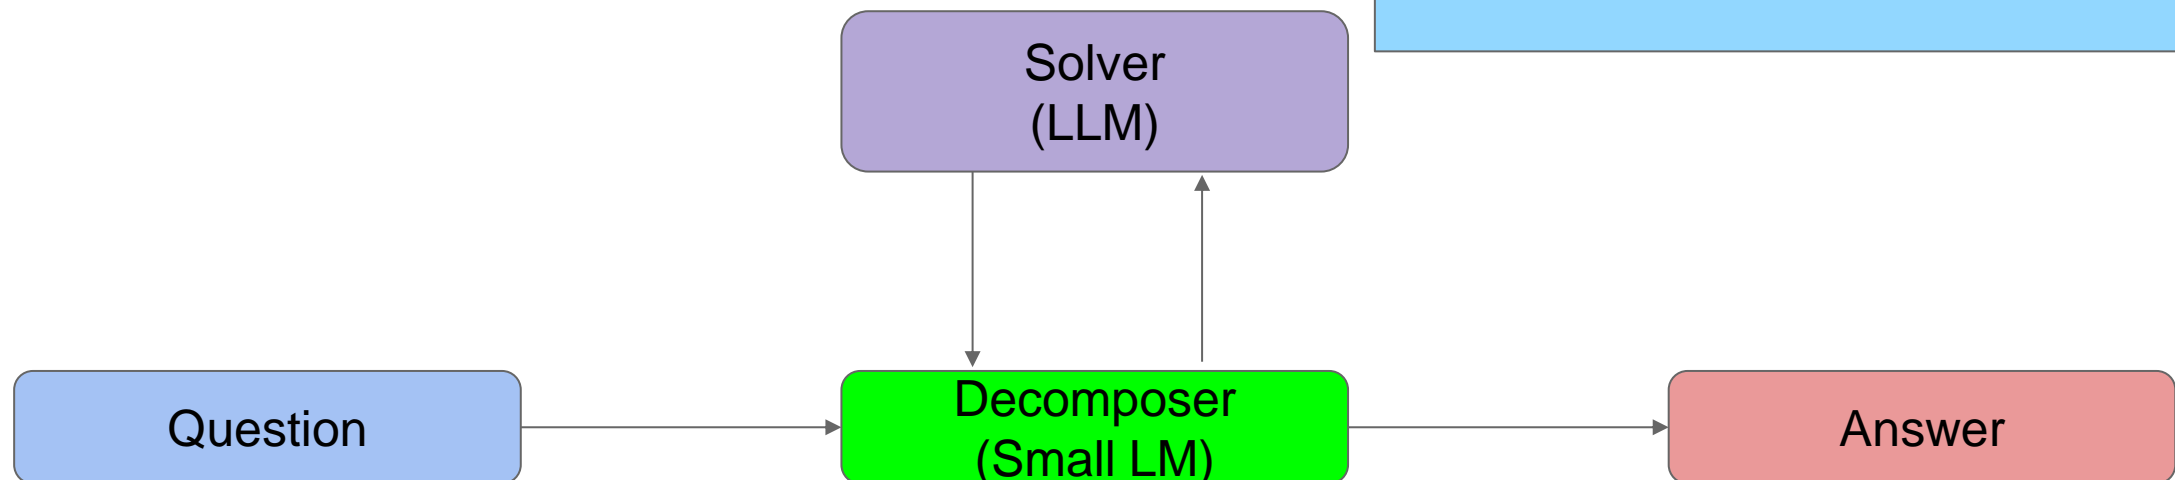 Solver
(LLM)
Question
Decomposer
(Small LM)
Answer